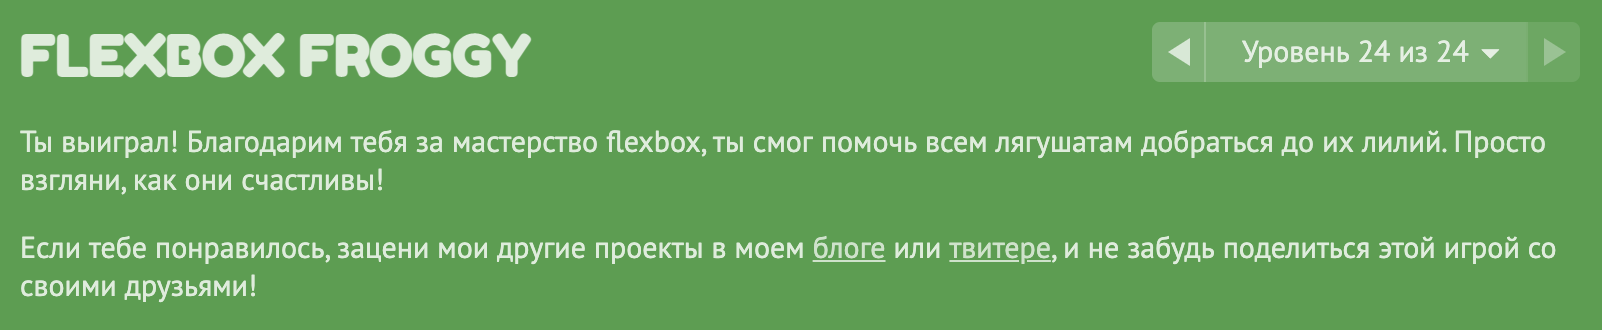 FLEXBOX FROGGY
Уровень 24 из 24
Ты выиграл! Благодарим тебя за мастерство flexbox, ты смог помочь всем лягушатам добраться до их лилий. Просто
взгляни, как они счастливы!
Если тебе понравилось, зацени мои другие проекты в моем блоге или твитере, и не забудь поделиться этой игрой со
своими друзьями!